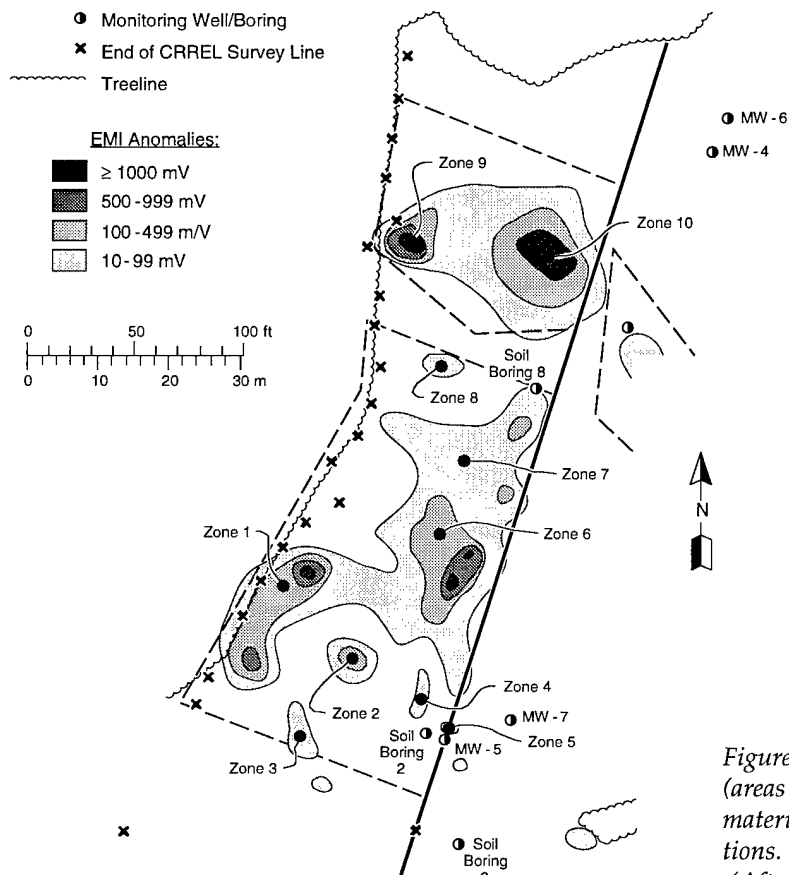 Monitoring Well/Boring
End of CRREL Survey Line
Treeline
EMI Anomalies:
≥ 1000 mV
500-999 mV
100-499 m/V
10-99 mV
0 50 100 ft
0 10 20 30 m
MW-6
MW-4
Zone 9
Zone 10
Soil
Boring 8
Zone 8
Zone 7
N
Zone 6
Zone 1
Zone 4
Zone 2
MW-7
Soil
Boring
2
MW-5
Zone 5
Zone 3
Figure
(areas
materi
tions.
Soil
Boring
(Aft